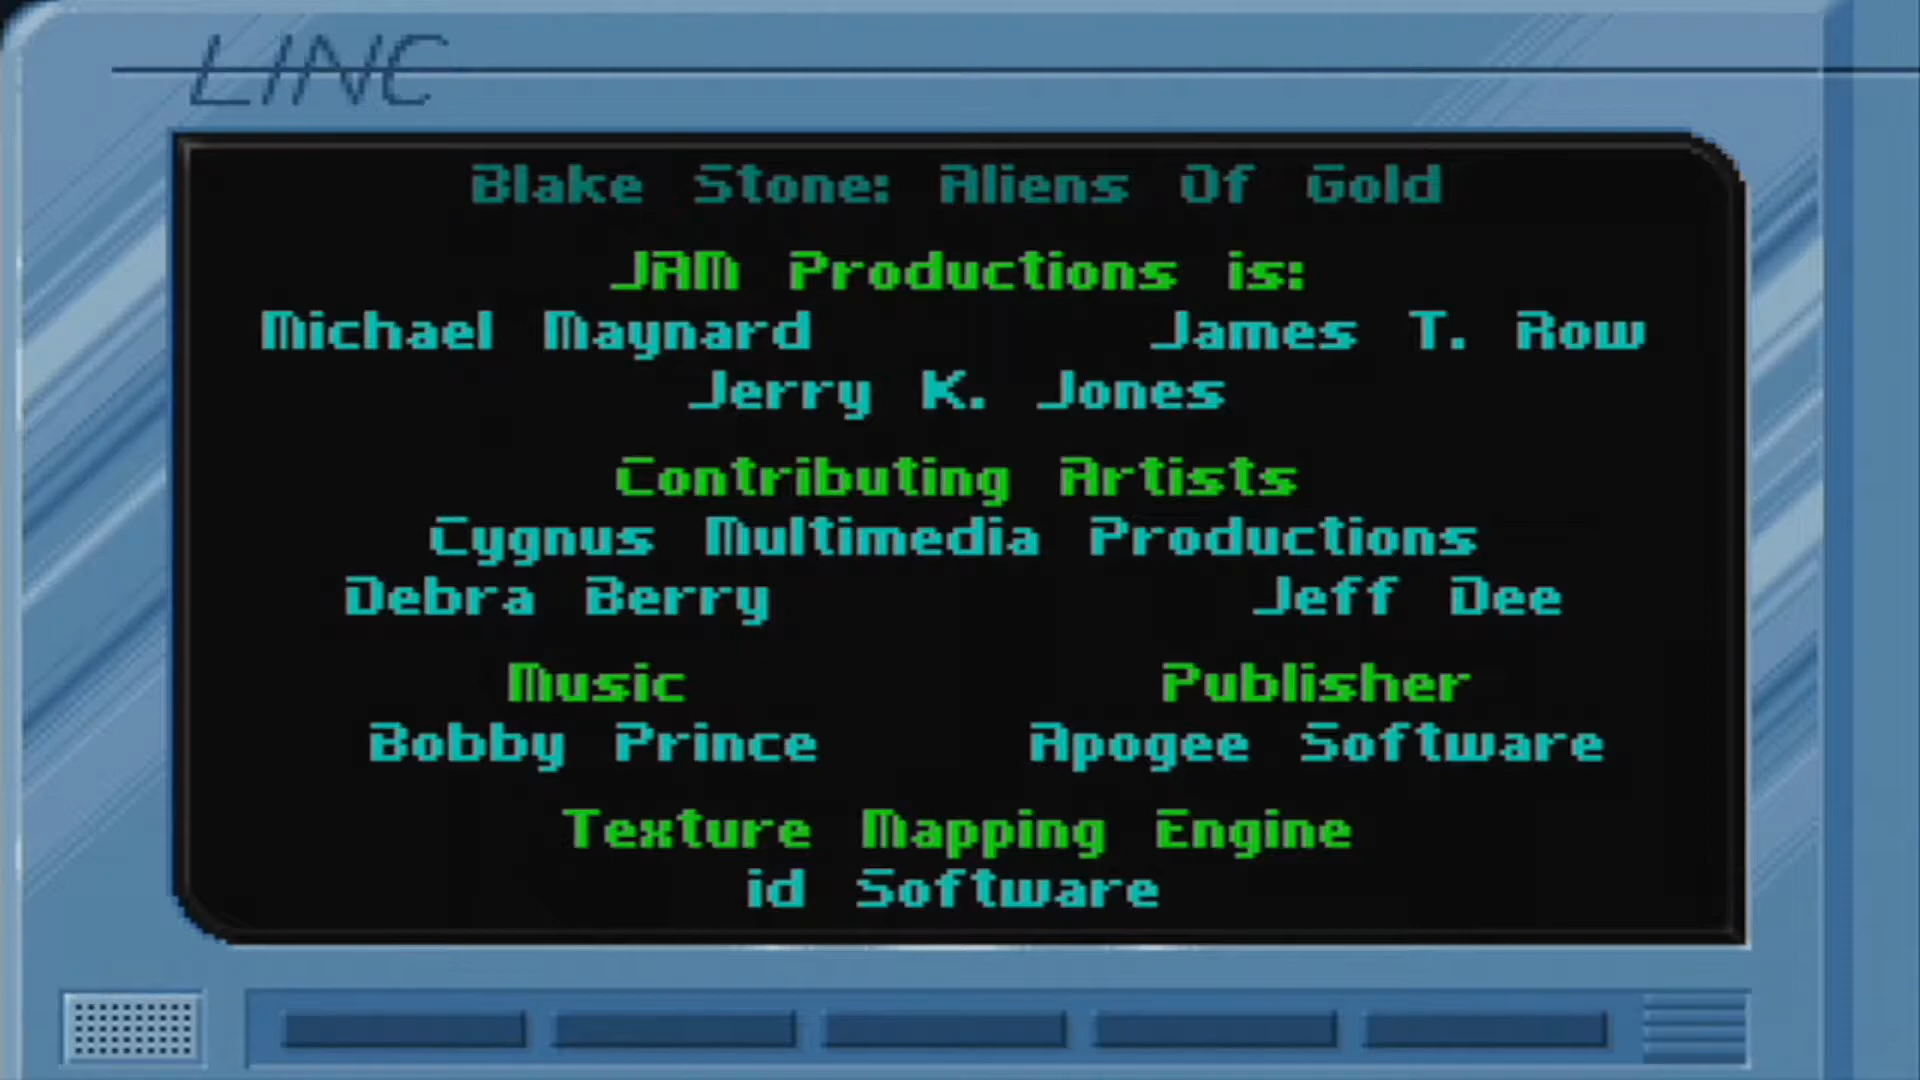 LINC
Blake Stone: Aliens Of Gold
JAM Productions is:
Michael Maynard James T. Row
Jerry K. Jones
Contributing Artists
Cygnus Multimedia Productions
Debra Berry Jeff Dee
Music Publisher
Bobby Prince Apogee Software
Texture Mapping Engine
id Software